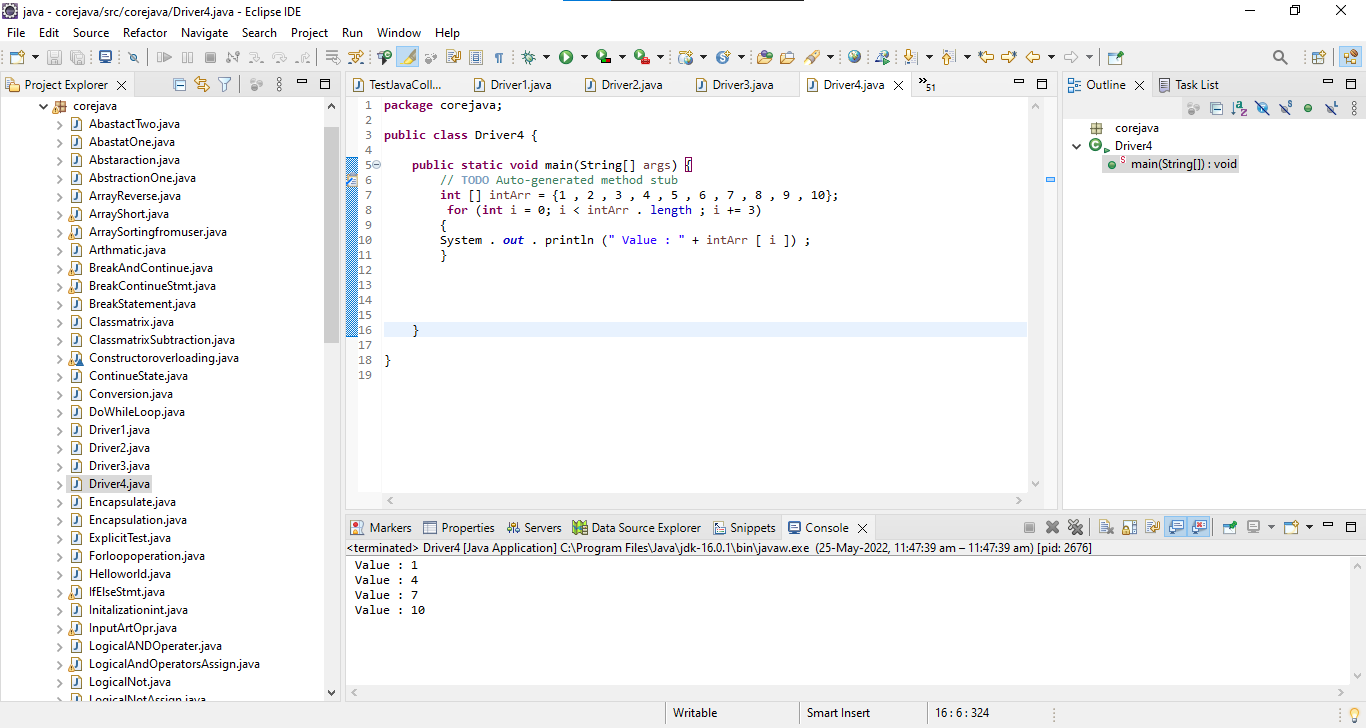 java - corejava/src/corejava/Driver4.java - Eclipse IDE
File Edit Source Refactor Navigate Search Project Run Window Help
Project Explorer
corejava
AbastactTwo.java
AbastatOne.java
Abstaraction.java
AbstractionOne.java
ArrayReverse.java
ArrayShort.java
ArraySortingfromuser.java
Arthmatic.java
BreakAndContinue.java
BreakContinueStmt.java
BreakStatement.java
Classmatrix.java
ClassmatrixSubtraction.java
Constructoroverloading.java
ContinueState.java
Conversion.java
DoWhileLoop.java
Driver1.java
Driver2.java
Driver3.java
Driver4.java
Encapsulate.java
Encapsulation.java
ExplicitTest.java
Forloopoperation.java
Helloworld.java
IfElseStmt.java
Initalizationint.java
InputArtOpr.java
LogicalANDOperater.java
LogicalAndOperatorsAssign.java
LogicalNot.java
LogicalNotAssign.java
TestJavaColl... Driver1.java Driver2.java Driver3.java Driver4.java »51
1 package corejava;
2
3 public class Driver4 {
4
5 public static void main(String[] args) {
6 // TODO Auto-generated method stub
7 int [] intArr = {1 , 2 , 3 , 4 , 5 , 6 , 7 , 8 , 9 , 10};
8 for (int i = 0; i < intArr . length ; i += 3)
9 {
10 System . out . println (" Value : " + intArr [ i ]) ;
11 }
12
13
14
15
16 }
17
18 }
19
Outline Task List
corejava
Driver4
main(String[]) : void
Markers Properties Servers Data Source Explorer Snippets Console
<terminated> Driver4 [Java Application] C:\Program Files\Java\jdk-16.0.1\bin\javaw.exe (25-May-2022, 11:47:39 am – 11:47:39 am) [pid: 2676]
Value : 1
Value : 4
Value : 7
Value : 10
Writable Smart Insert 16 : 6 : 324